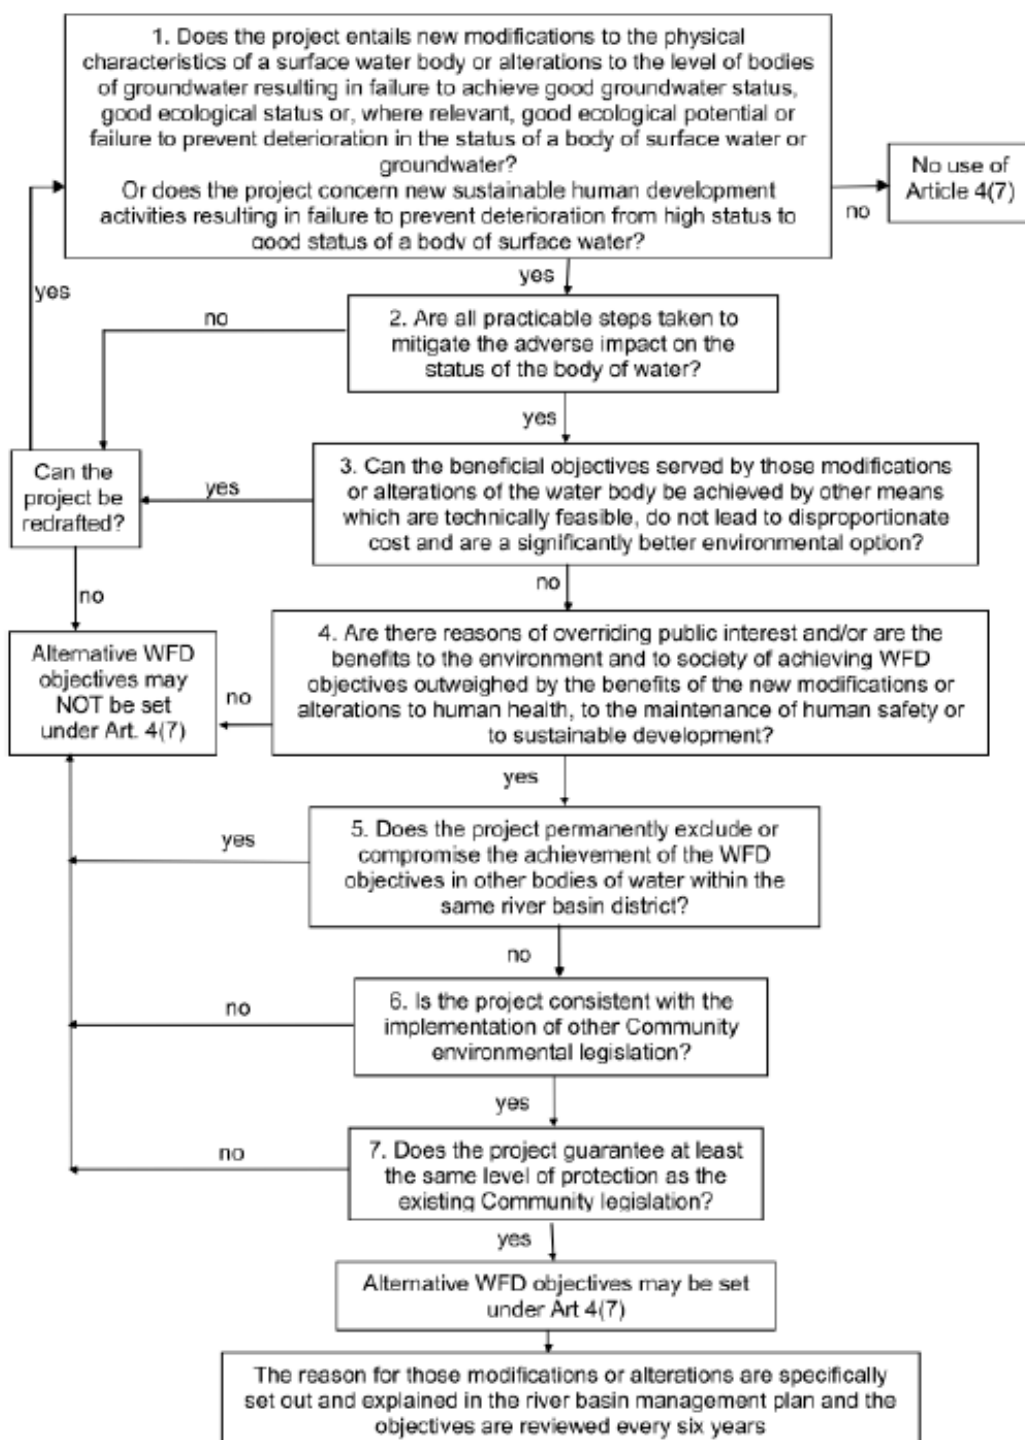 1. Does the project entails new modifications to the physical
characteristics of a surface water body or alterations to the level of bodies
of groundwater resulting in failure to achieve good groundwater status,
good ecological status or, where relevant, good ecological potential or
failure to prevent deterioration in the status of a body of surface water or
groundwater?
Or does the project concern new sustainable human development
activities resulting in failure to prevent deterioration from high status to
good status of a body of surface water?
no
No use of
Article 4(7)
yes
yes
2. Are all practicable steps taken to
mitigate the adverse impact on the
status of the body of water?
no
yes
3. Can the beneficial objectives served by those modifications
or alterations of the water body be achieved by other means
which are technically feasible, do not lead to disproportionate
cost and are a significantly better environmental option?
yes
Can the
project be
redrafted?
no
no
4. Are there reasons of overriding public interest and/or are the
benefits to the environment and to society of achieving WFD
objectives outweighed by the benefits of the new modifications or
alterations to human health, to the maintenance of human safety or
to sustainable development?
no
Alternative WFD
objectives may
NOT be set
under Art. 4(7)
yes
5. Does the project permanently exclude or
compromise the achievement of the WFD
objectives in other bodies of water within the
same river basin district?
yes
no
6. Is the project consistent with the
implementation of other Community
environmental legislation?
no
yes
7. Does the project guarantee at least
the same level of protection as the
existing Community legislation?
no
yes
Alternative WFD objectives may be set
under Art 4(7)
The reason for those modifications or alterations are specifically
set out and explained in the river basin management plan and the
objectives are reviewed every six years